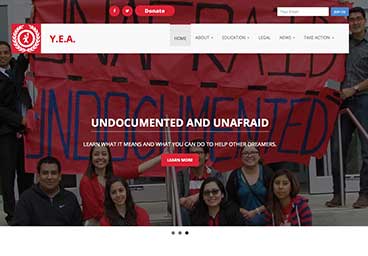 Donate
Your Email
Join Us
Y.E.A.
HOME
ABOUT
EDUCATION
LEGAL
NEWS
TAKE ACTION
UNAFRAID
UNDOCUMENTED
UNDOCUMENTED AND UNAFRAID
LEARN WHAT IT MEANS AND WHAT YOU CAN DO TO HELP OTHER DREAMERS.
LEARN MORE